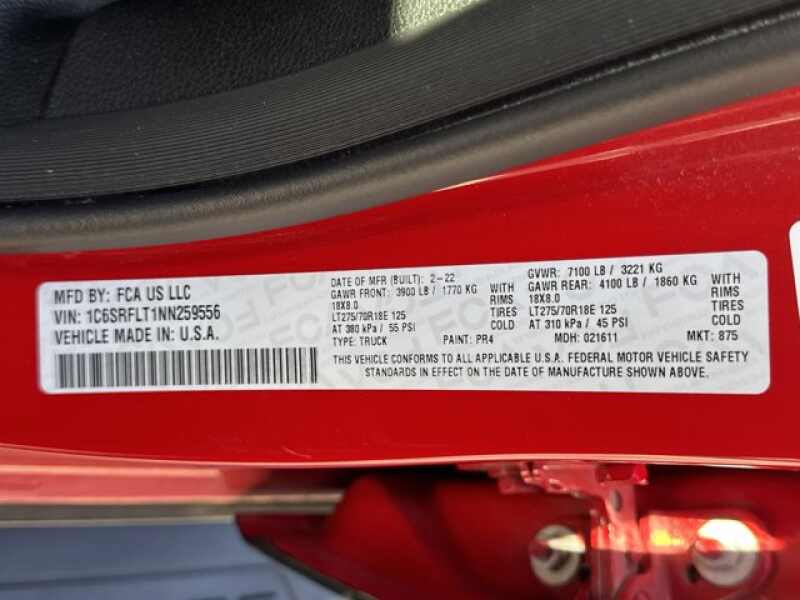 MFD BY: FCA US LLC
VIN: 1C6SRFLT1NN259556
VEHICLE MADE IN: U.S.A.
DATE OF MFR (BUILT): 2-22
GVWR: 7100 LB / 3221 KG
GAWR FRONT: 3900 LB / 1770 KG WITH
GAWR REAR: 4100 LB / 1860 KG WITH
18X8.0 RIMS
18X8.0 RIMS
LT275/70R18E 125 TIRES
LT275/70R18E 125 TIRES
AT 380 kPa / 55 PSI COLD
AT 310 kPa / 45 PSI COLD
TYPE: TRUCK PAINT: PR4 MDH: 021611 MKT: 875
THIS VEHICLE CONFORMS TO ALL APPLICABLE U.S.A. FEDERAL MOTOR VEHICLE SAFETY
STANDARDS IN EFFECT ON THE DATE OF MANUFACTURE SHOWN ABOVE.